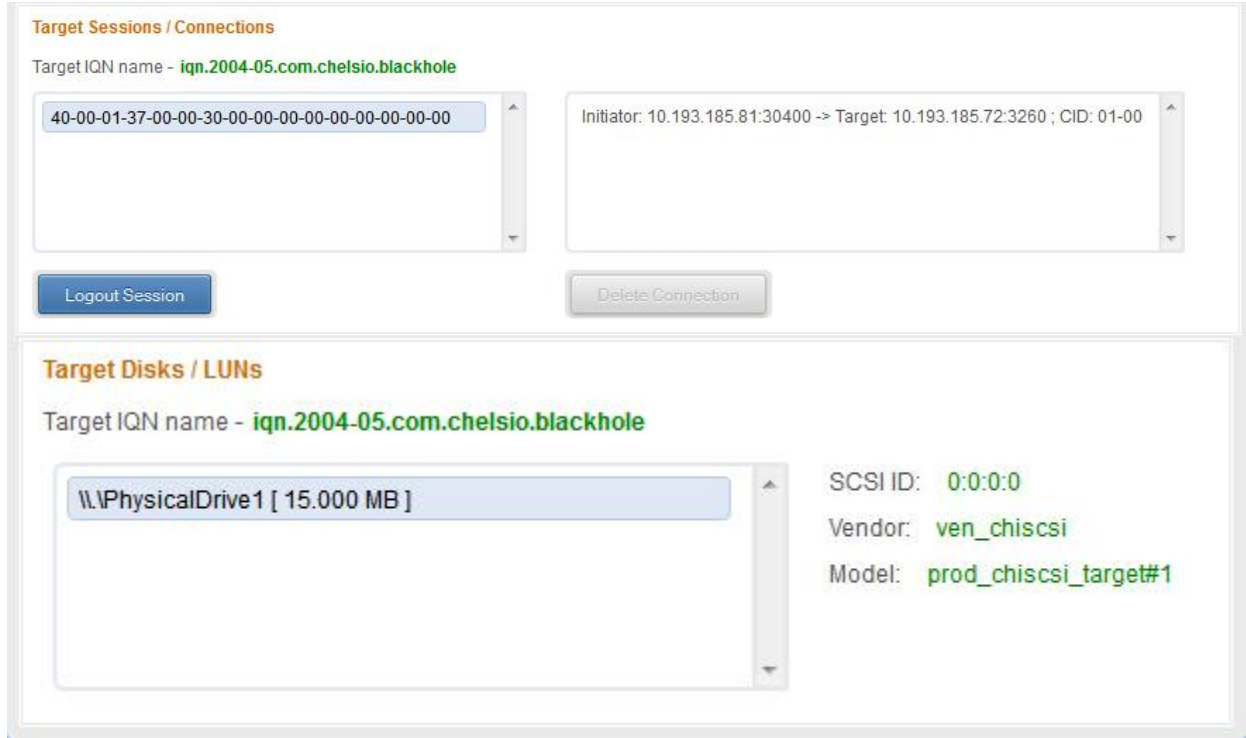 Target Sessions / Connections
Target IQN name - iqn.2004-05.com.chelsio.blackhole
40-00-01-37-00-00-30-00-00-00-00-00-00-00-00-00
Initiator: 10.193.185.81:30400 -> Target: 10.193.185.72:3260 ; CID: 01-00
Logout Session
Delete Connection
Target Disks / LUNs
Target IQN name - iqn.2004-05.com.chelsio.blackhole
\\.\PhysicalDrive1 [ 15.000 MB ]
SCSI ID: 0:0:0:0
Vendor: ven_chiscsi
Model: prod_chiscsi_target#1